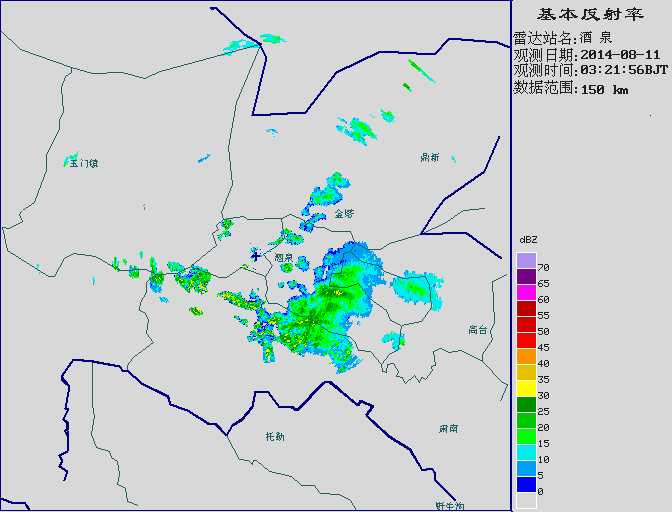 基本反射率
雷达站名:酒 泉
观测日期:2014-08-11
观测时间:03:21:56BJT
数据范围:150 km
玉门镇
鼎新
金塔
酒泉
高台
肃南
托勒
野牛沟
dBZ
70
65
60
55
50
45
40
35
30
25
20
15
10
5
0